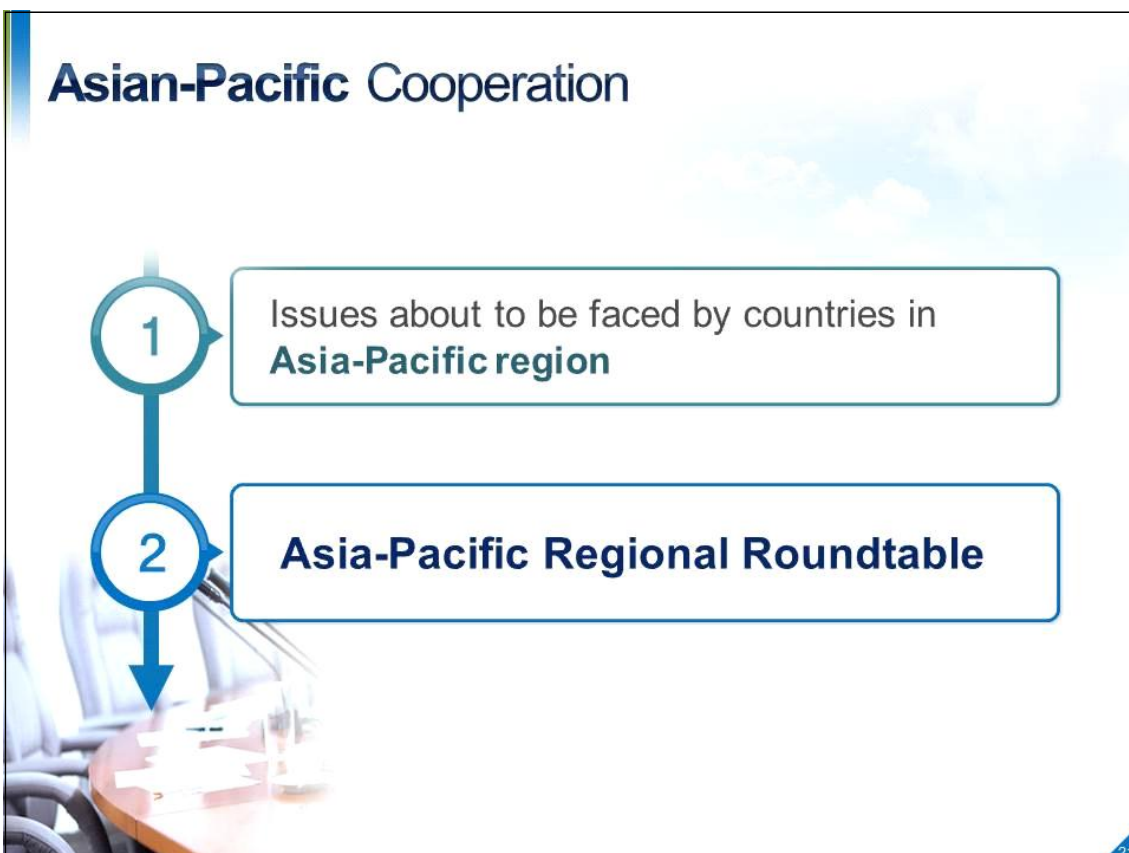 Asian-Pacific Cooperation
1
Issues about to be faced by countries in
Asia-Pacific region
2
Asia-Pacific Regional Roundtable